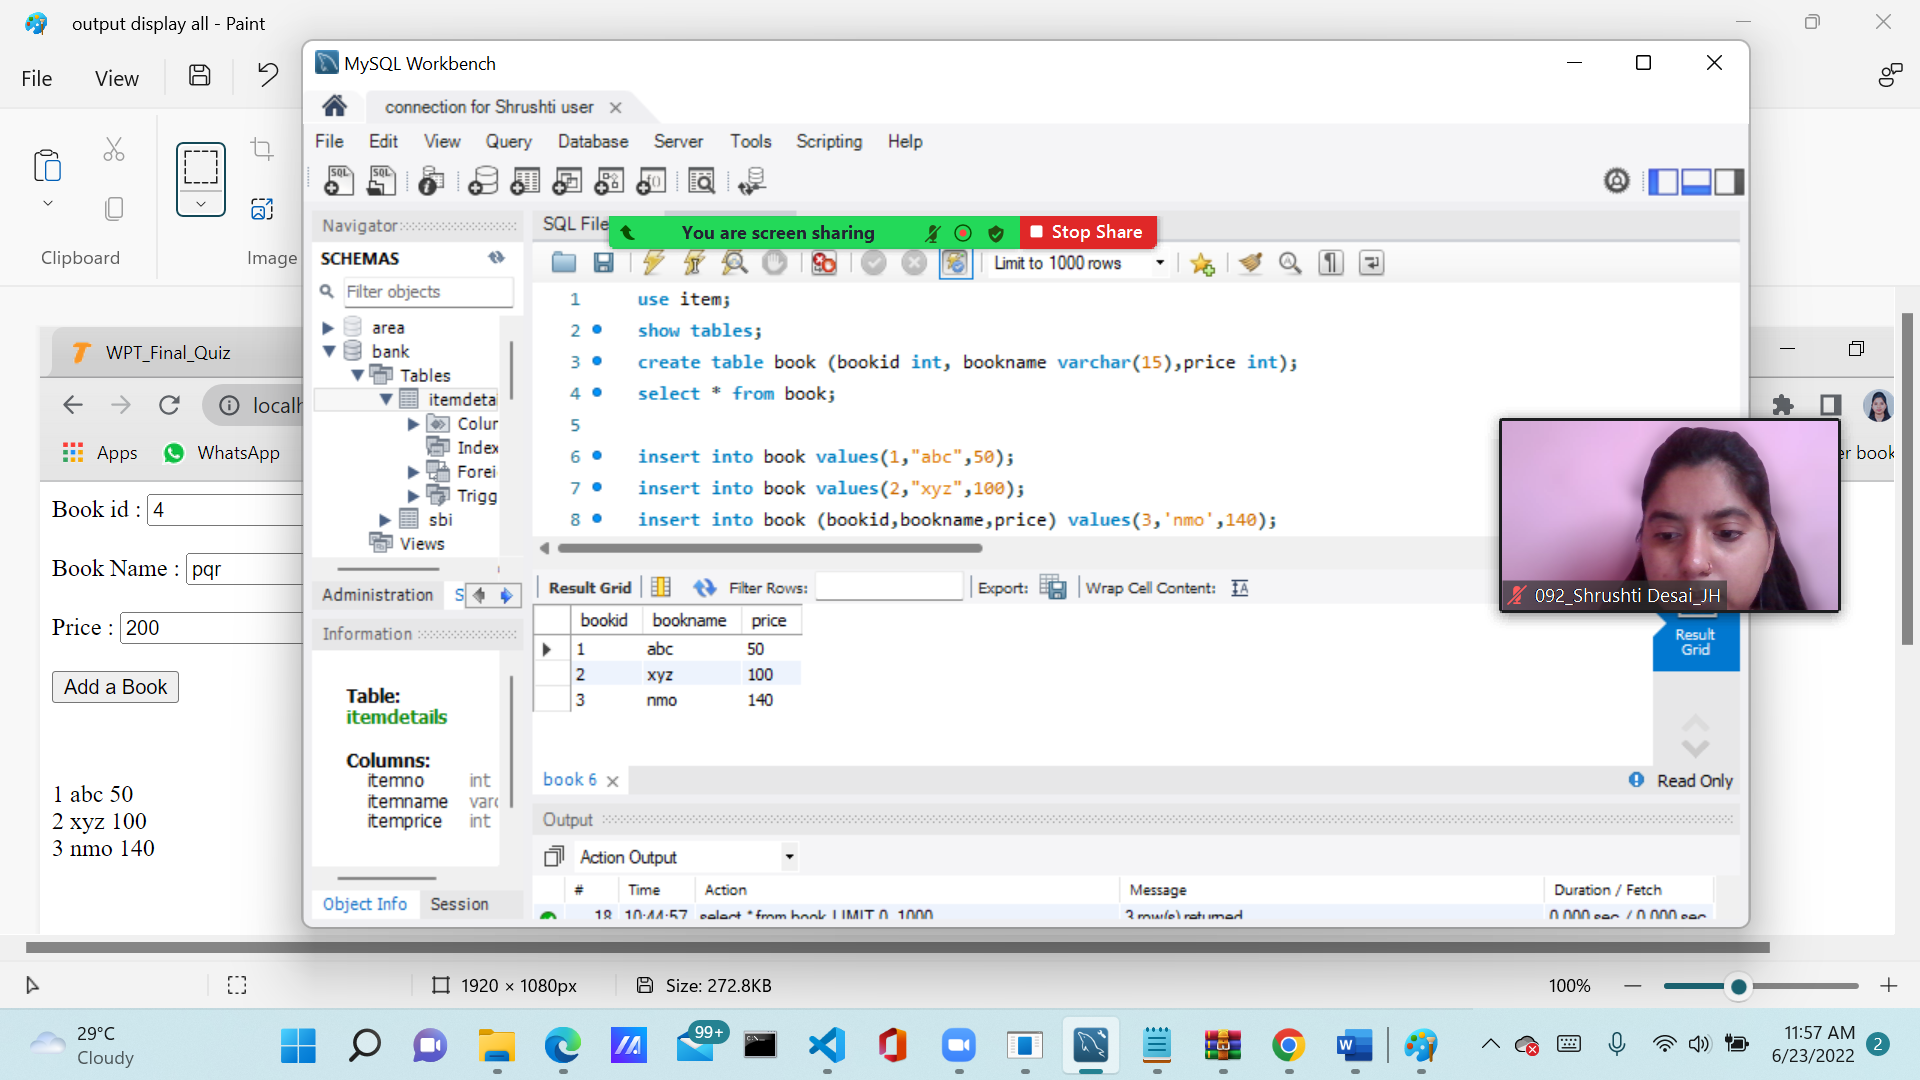 output display all - Paint
File View
Clipboard
Image
MySQL Workbench
connection for Shrushti user
File Edit View Query Database Server Tools Scripting Help
Navigator
SCHEMAS
Filter objects
area
bank
Tables
itemdeta
Colur
Index
Forei
Trigg
sbi
Views
Administration S
Information
Table:
itemdetails
Columns:
itemno int
itemname varc
itemprice int
Object Info Session
SQL File
You are screen sharing
Stop Share
Limit to 1000 rows
1 use item;
2 show tables;
3 create table book (bookid int, bookname varchar(15),price int);
4 select * from book;
5
6 insert into book values(1,"abc",50);
7 insert into book values(2,"xyz",100);
8 insert into book (bookid,bookname,price) values(3,'nmo',140);
Result Grid Filter Rows: Export: Wrap Cell Content:
bookid bookname price
1 abc 50
2 xyz 100
3 nmo 140
Result
Grid
book 6
Read Only
Output
Action Output
# Time Action Message Duration / Fetch
18 10:44:57 select * from book LIMIT 0, 1000 3 row(s) returned 0.000 sec / 0.000 sec
092_Shrushti Desai_JH
WPT_Final_Quiz
localh
Apps WhatsApp
er book
Book id : 4
Book Name : pqr
Price : 200
Add a Book
1 abc 50
2 xyz 100
3 nmo 140
1920 × 1080px
Size: 272.8KB
100%
29°C
Cloudy
99+
11:57 AM
6/23/2022
2